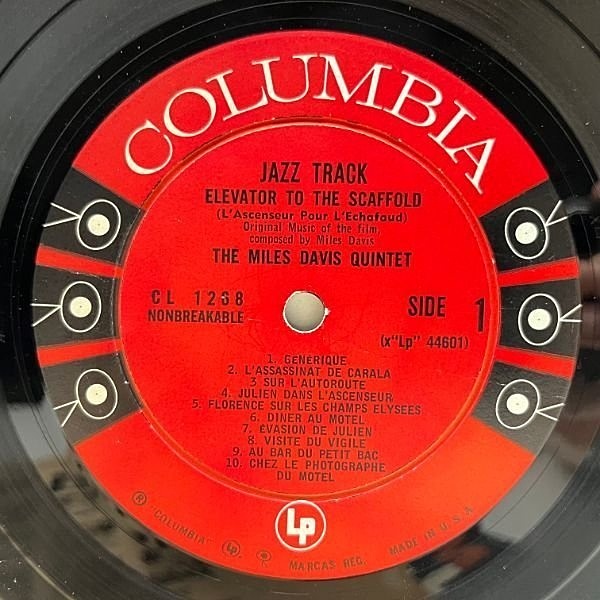 COLUMBIA
JAZZ TRACK
ELEVATOR TO THE SCAFFOLD
(L'Ascenseur Pour L'Echafaud)
Original Music of the film,
composed by Miles Davis
THE MILES DAVIS QUINTET
CL 1268
NONBREAKABLE
SIDE 1
(x"Lp" 44601)
1. GENERIQUE
2. L'ASSASSINAT DE CARALA
3 SUR L'AUTOROUTE
4. JULIEN DANS L'ASCENSEUR
5. FLORENCE SUR LES CHAMPS ELYSEES
6. DINER AU MOTEL
7. EVASION DE JULIEN
8. VISITE DU VIGILE
9. AU BAR DU PETIT BAC
10. CHEZ LE PHOTOGRAPHE
DU MOTEL
Lp
® "COLUMBIA" Lp MARCAS REG. MADE IN U.S.A.